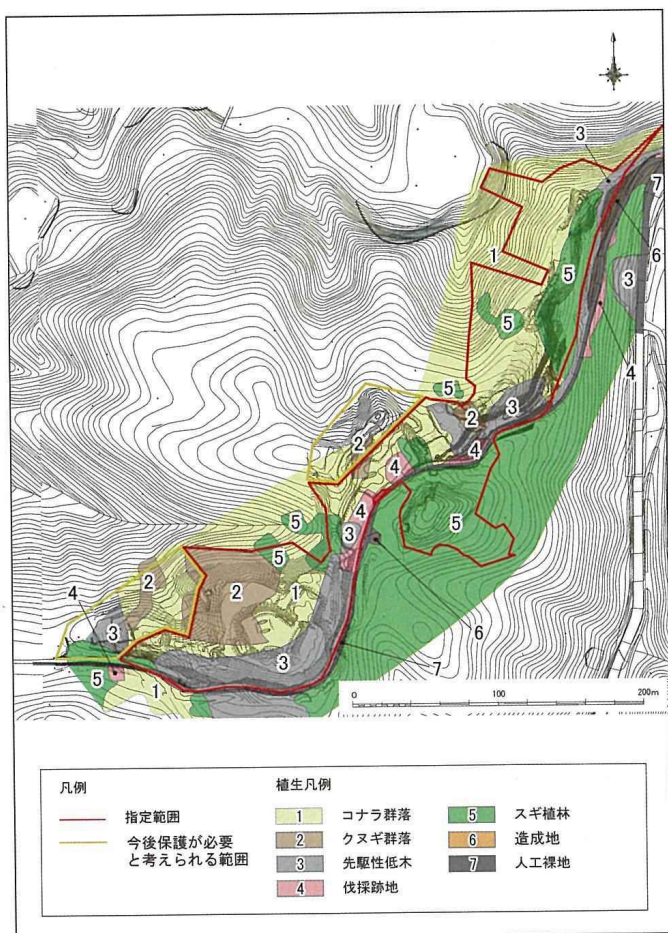 3
7
1
6
5
3
5
4
5
3
2
2
4
4
5
5
3
5
2
6
4
2
1
3
3
7
5
1
0 100 200m
凡例
指定範囲
今後保護が必要
と考えられる範囲
植生凡例
1 コナラ群落
2 クヌギ群落
3 先駆性低木
4 伐採跡地
5 スギ植林
6 造成地
7 人工裸地